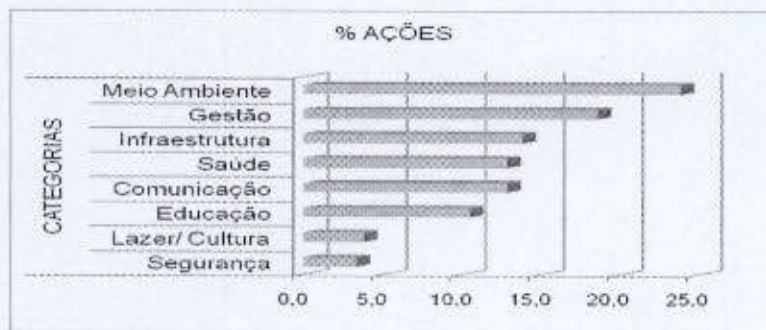 % AÇÕES
CATEGORIAS
Meio Ambiente
Gestão
Infraestrutura
Saúde
Comunicação
Educação
Lazer/ Cultura
Segurança
0,0 5,0 10,0 15,0 20,0 25,0